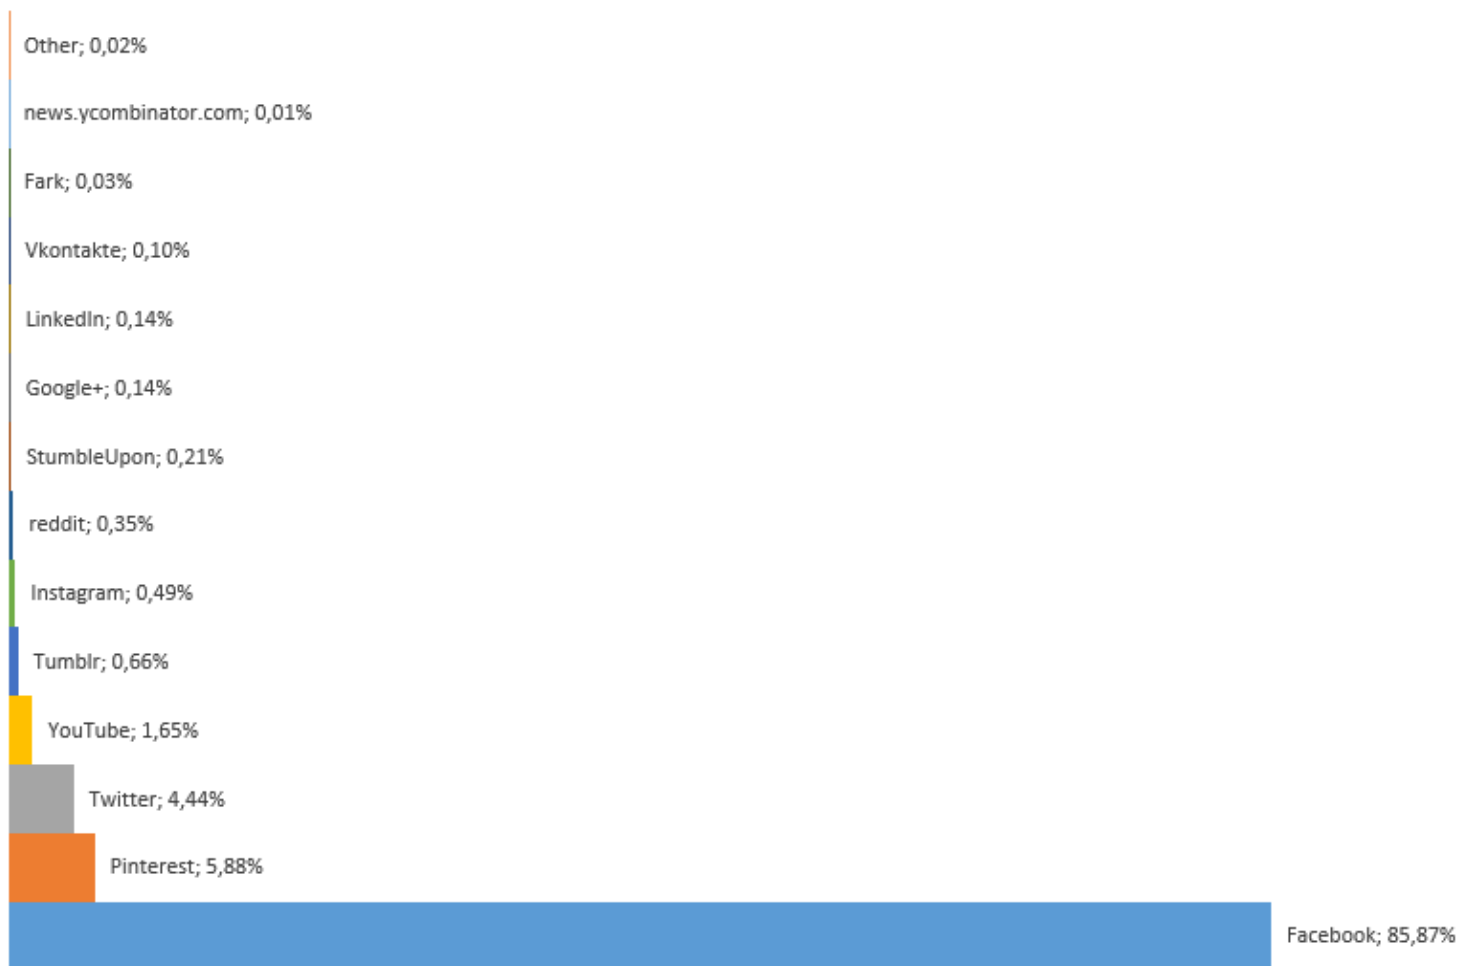 Other; 0,02%
news.ycombinator.com; 0,01%
Fark; 0,03%
Vkontakte; 0,10%
LinkedIn; 0,14%
Google+; 0,14%
StumbleUpon; 0,21%
reddit; 0,35%
Instagram; 0,49%
Tumblr; 0,66%
YouTube; 1,65%
Twitter; 4,44%
Pinterest; 5,88%
Facebook; 85,87%